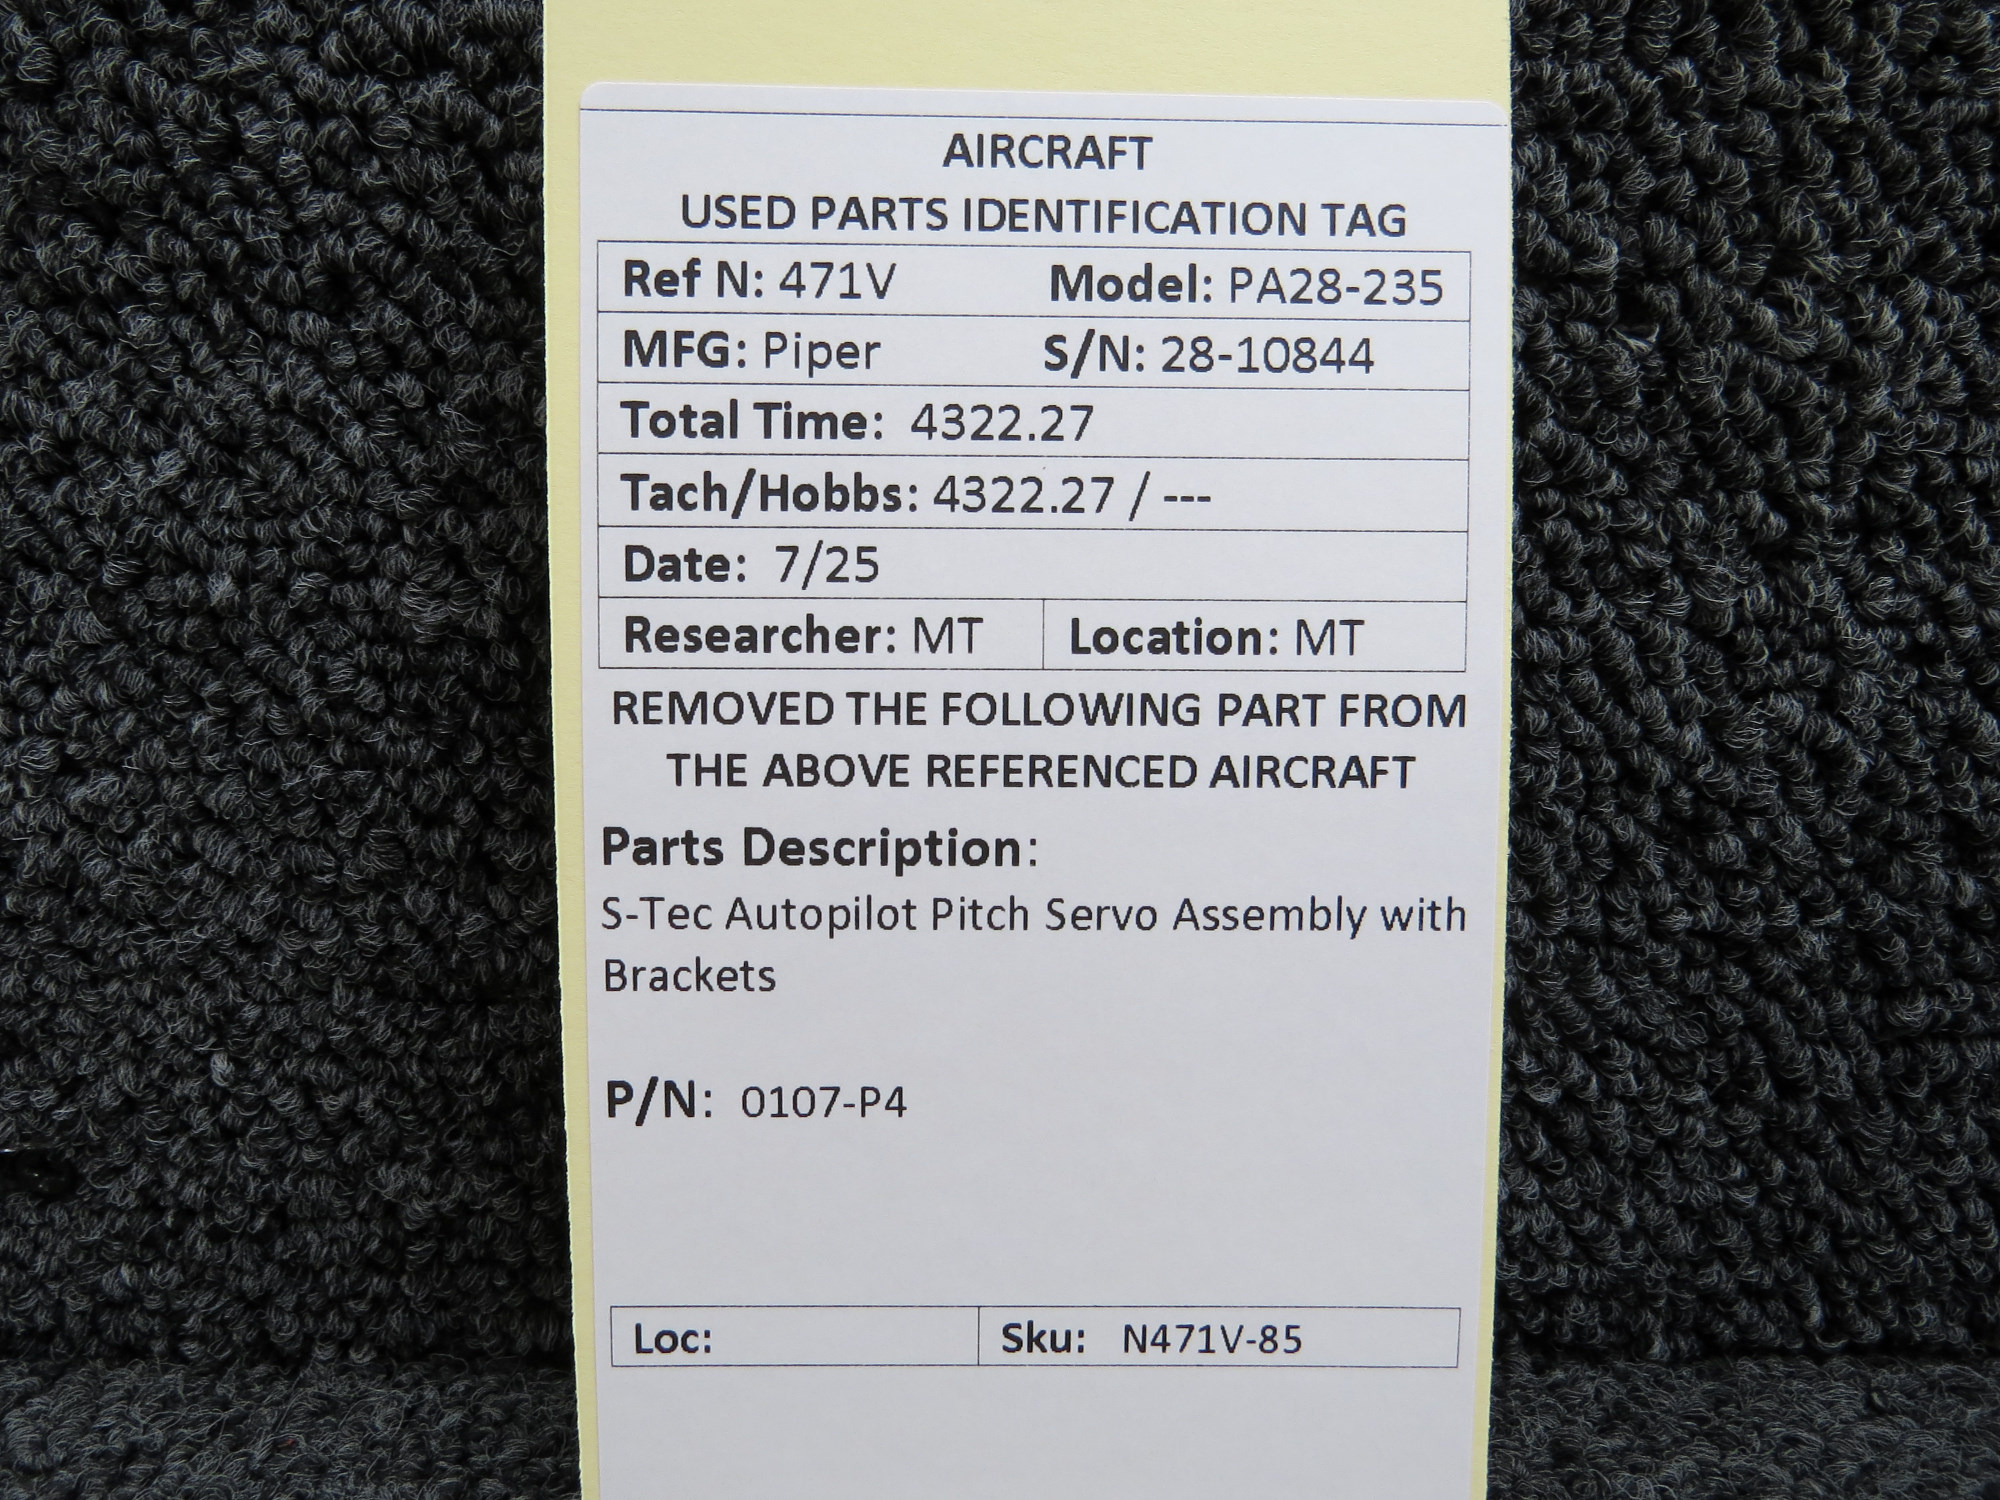 AIRCRAFT
USED PARTS IDENTIFICATION TAG
Ref N: 471V Model: PA28-235
MFG: Piper S/N: 28-10844
Total Time: 4322.27
Tach/Hobbs: 4322.27 / ---
Date: 7/25
Researcher: MT Location: MT
REMOVED THE FOLLOWING PART FROM
THE ABOVE REFERENCED AIRCRAFT
Parts Description:
S-Tec Autopilot Pitch Servo Assembly with
Brackets
P/N: 0107-P4
Loc: Sku: N471V-85